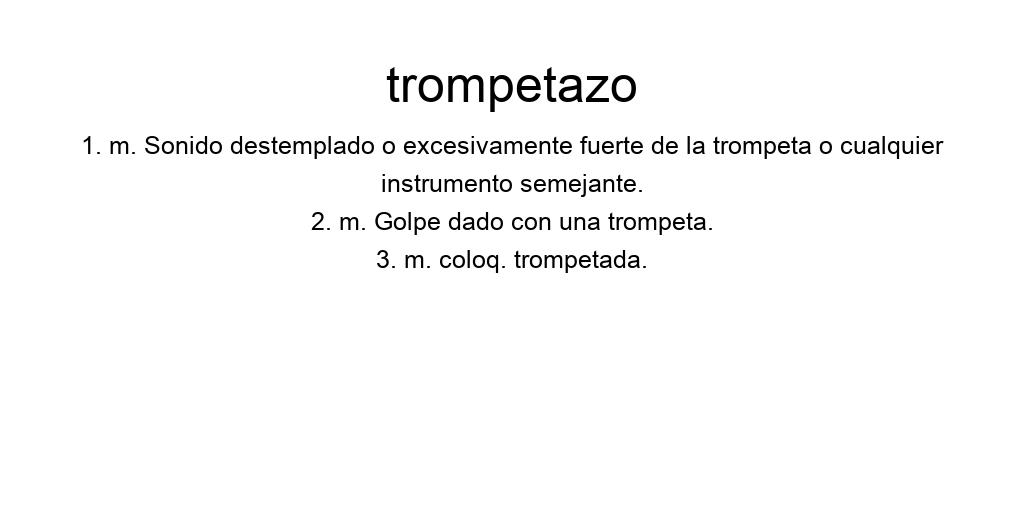 trompetazo
1. m. Sonido destemplado o excesivamente fuerte de la trompeta o cualquier
instrumento semejante.
2. m. Golpe dado con una trompeta.
3. m. coloq. trompetada.